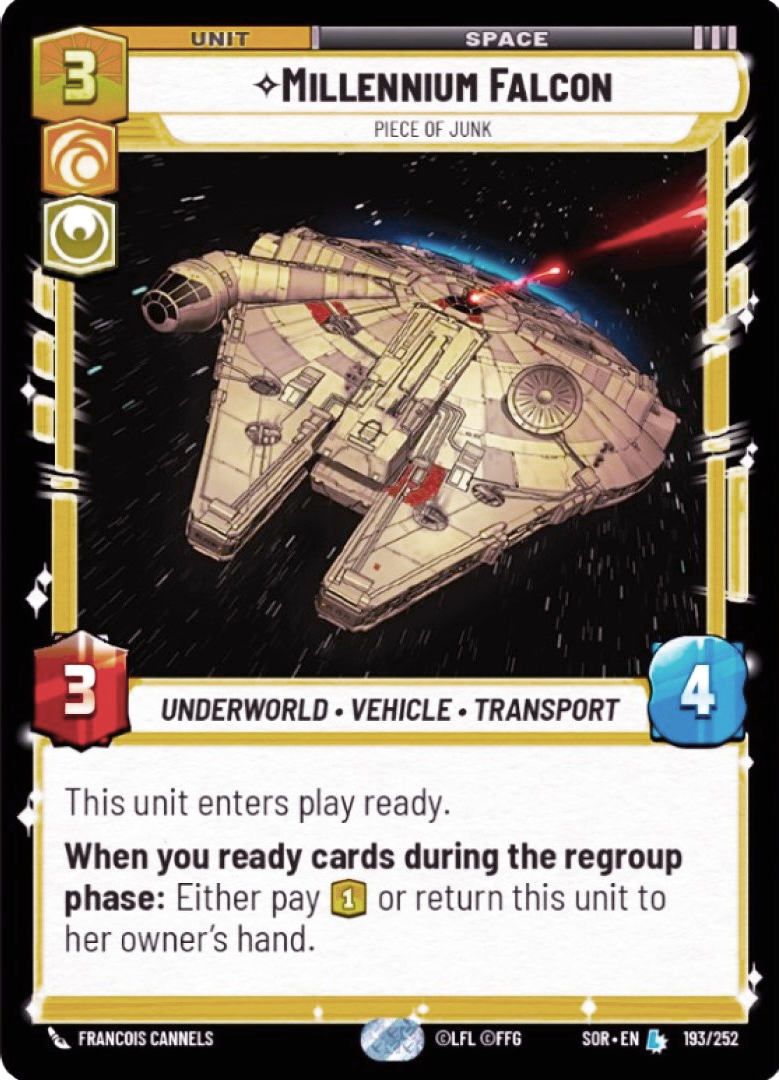 UNIT
SPACE
3
✧MILLENNIUM FALCON
PIECE OF JUNK
3
UNDERWORLD • VEHICLE • TRANSPORT
4
This unit enters play ready.
When you ready cards during the regroup
phase: Either pay 1 or return this unit to
her owner's hand.
FRANCOIS CANNELS
©LFL ©FFG
SOR • EN L 193/252